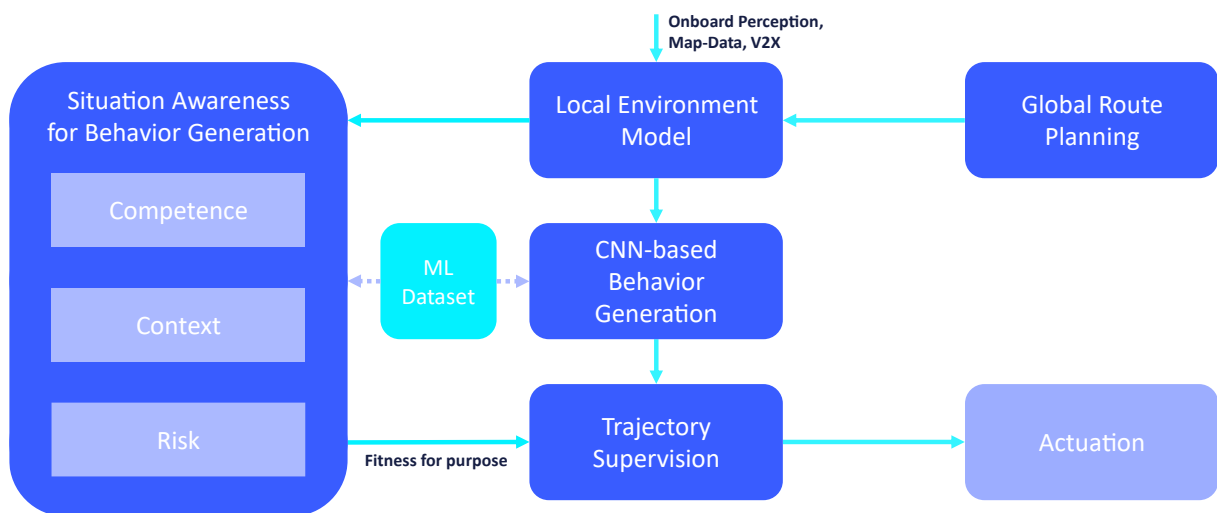 Onboard Perception,
Map-Data, V2X
Situation Awareness
for Behavior Generation
Competence
Context
Risk
Local Environment
Model
Global Route
Planning
ML
Dataset
CNN-based
Behavior
Generation
Fitness for purpose
Trajectory
Supervision
Actuation